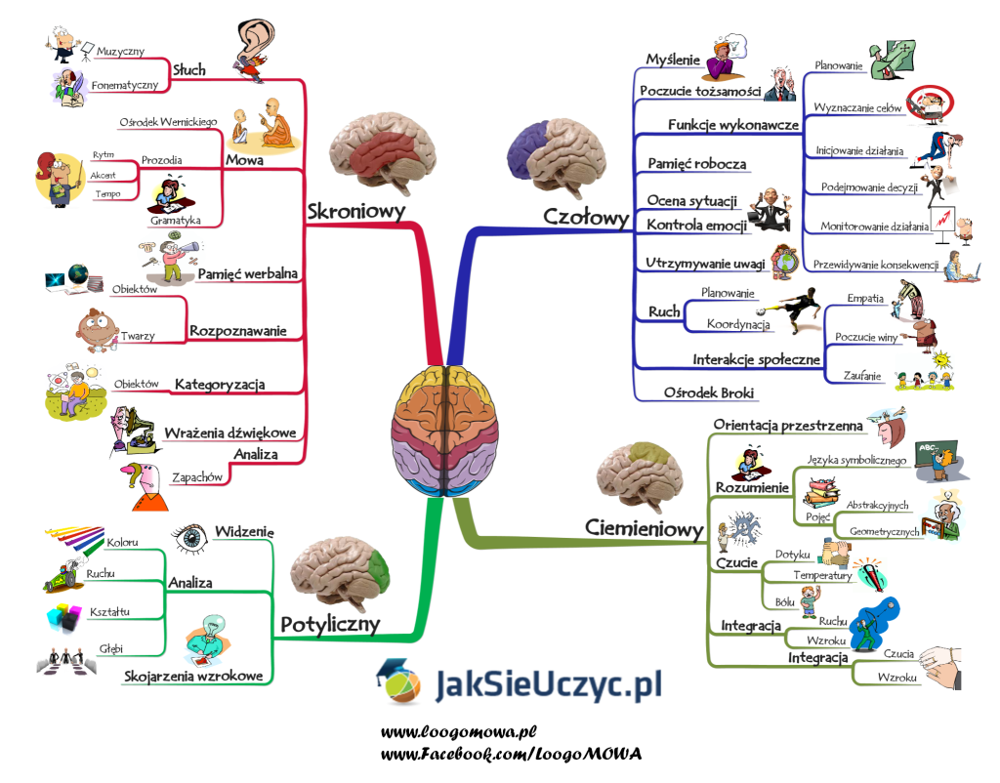 Skroniowy
Słuch
Muzyczny
Fonematyczny
Mowa
Ośrodek Wernickiego
Prozodia
Rytm
Akcent
Tempo
Gramatyka
Pamięć werbalna
Rozpoznawanie
Obiektów
Twarzy
Kategoryzacja
Obiektów
Wrażenia dźwiękowe
Analiza
Zapachów
Czołowy
Myślenie
Poczucie tożsamości
Funkcje wykonawcze
Planowanie
Wyznaczanie celów
Inicjowanie działania
Podejmowanie decyzji
Monitorowanie działania
Przewidywanie konsekwencji
Pamięć robocza
Ocena sytuacji
Kontrola emocji
Utrzymywanie uwagi
Ruch
Planowanie
Koordynacja
Interakcje społeczne
Empatia
Poczucie winy
Zaufanie
Ośrodek Broki
Ciemieniowy
Orientacja przestrzenna
Rozumienie
Języka symbolicznego
ABC..
Pojęć
Abstrakcyjnych
Geometrycznych
Czucie
Dotyku
Temperatury
Bólu
Integracja
Ruchu
Wzroku
Integracja
Czucia
Wzroku
Potyliczny
Widzenie
Analiza
Koloru
Ruchu
Kształtu
Głębi
Skojarzenia wzrokowe
JakSieUczyc.pl
www.loogomowa.pl
www.Facebook.com/LoogoMOWA